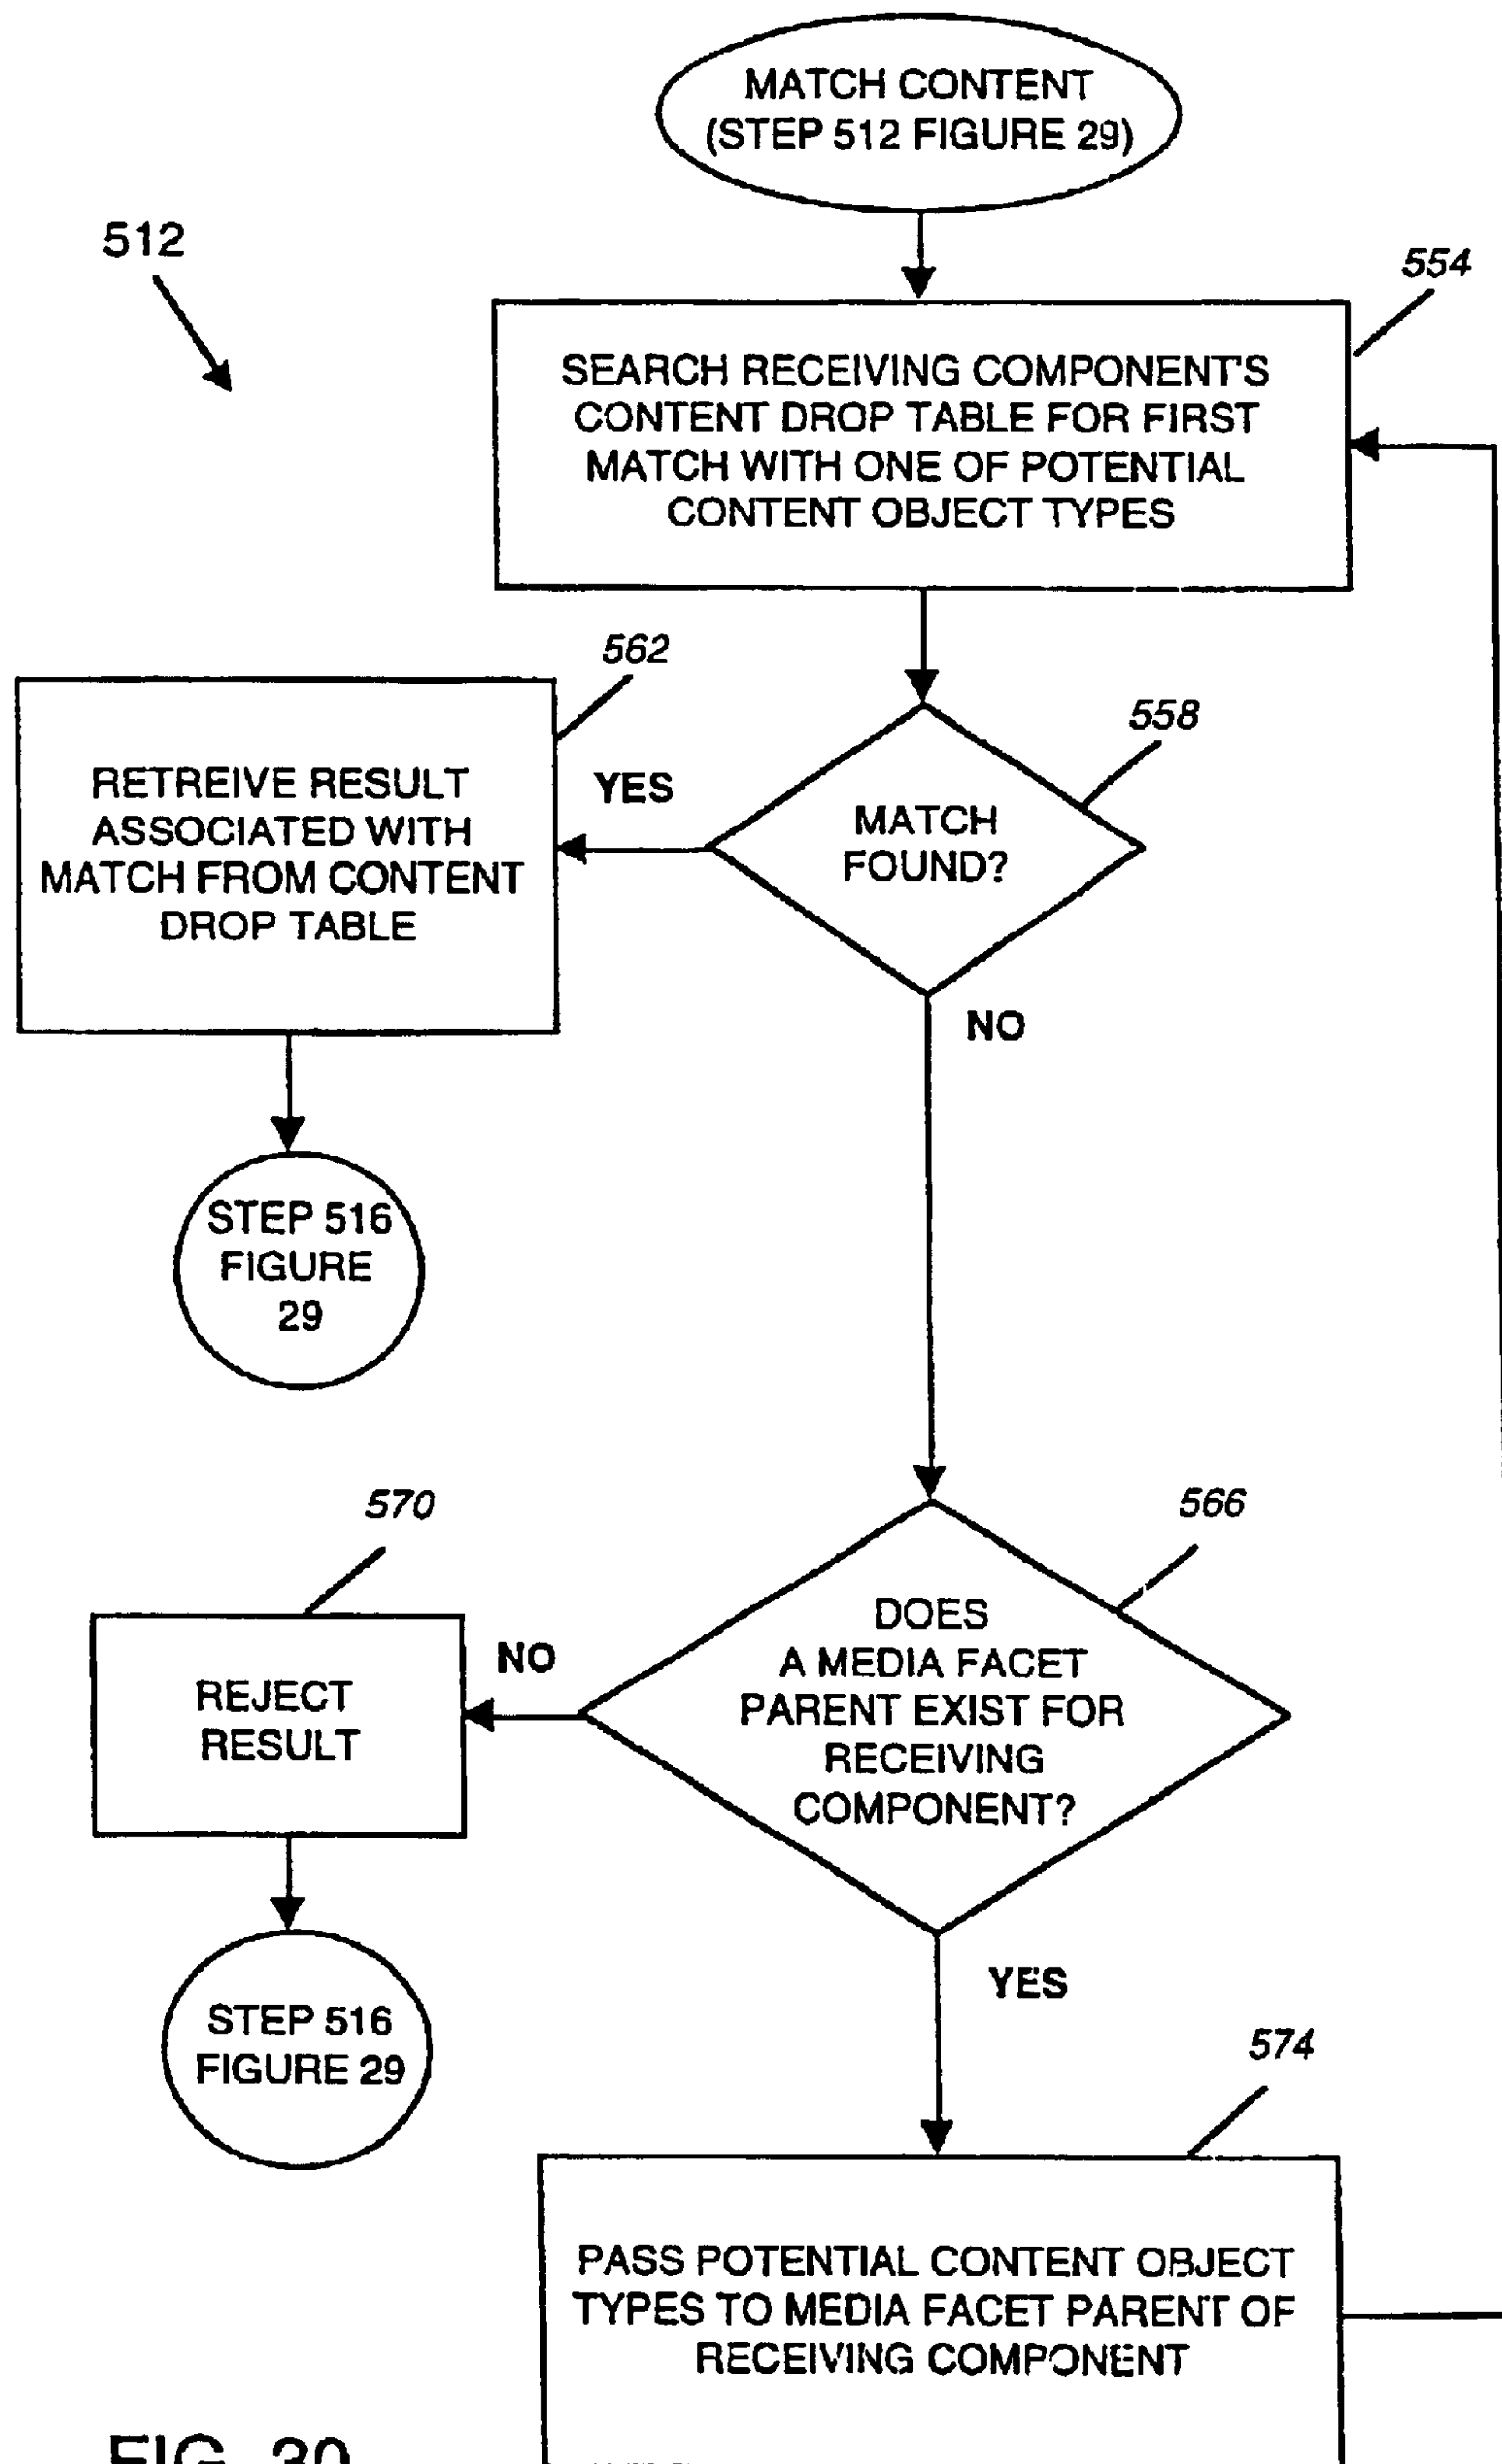 MATCH CONTENT
(STEP 512 FIGURE 29)
512
554
SEARCH RECEIVING COMPONENT'S
CONTENT DROP TABLE FOR FIRST
MATCH WITH ONE OF POTENTIAL
CONTENT OBJECT TYPES
562
558
RETREIVE RESULT
ASSOCIATED WITH
MATCH FROM CONTENT
DROP TABLE
YES
MATCH
FOUND?
NO
STEP 516
FIGURE
29
570
566
REJECT
RESULT
NO
DOES
A MEDIA FACET
PARENT EXIST FOR
RECEIVING
COMPONENT?
STEP 516
FIGURE 29
YES
574
PASS POTENTIAL CONTENT OBJECT
TYPES TO MEDIA FACET PARENT OF
RECEIVING COMPONENT
FIG. 30